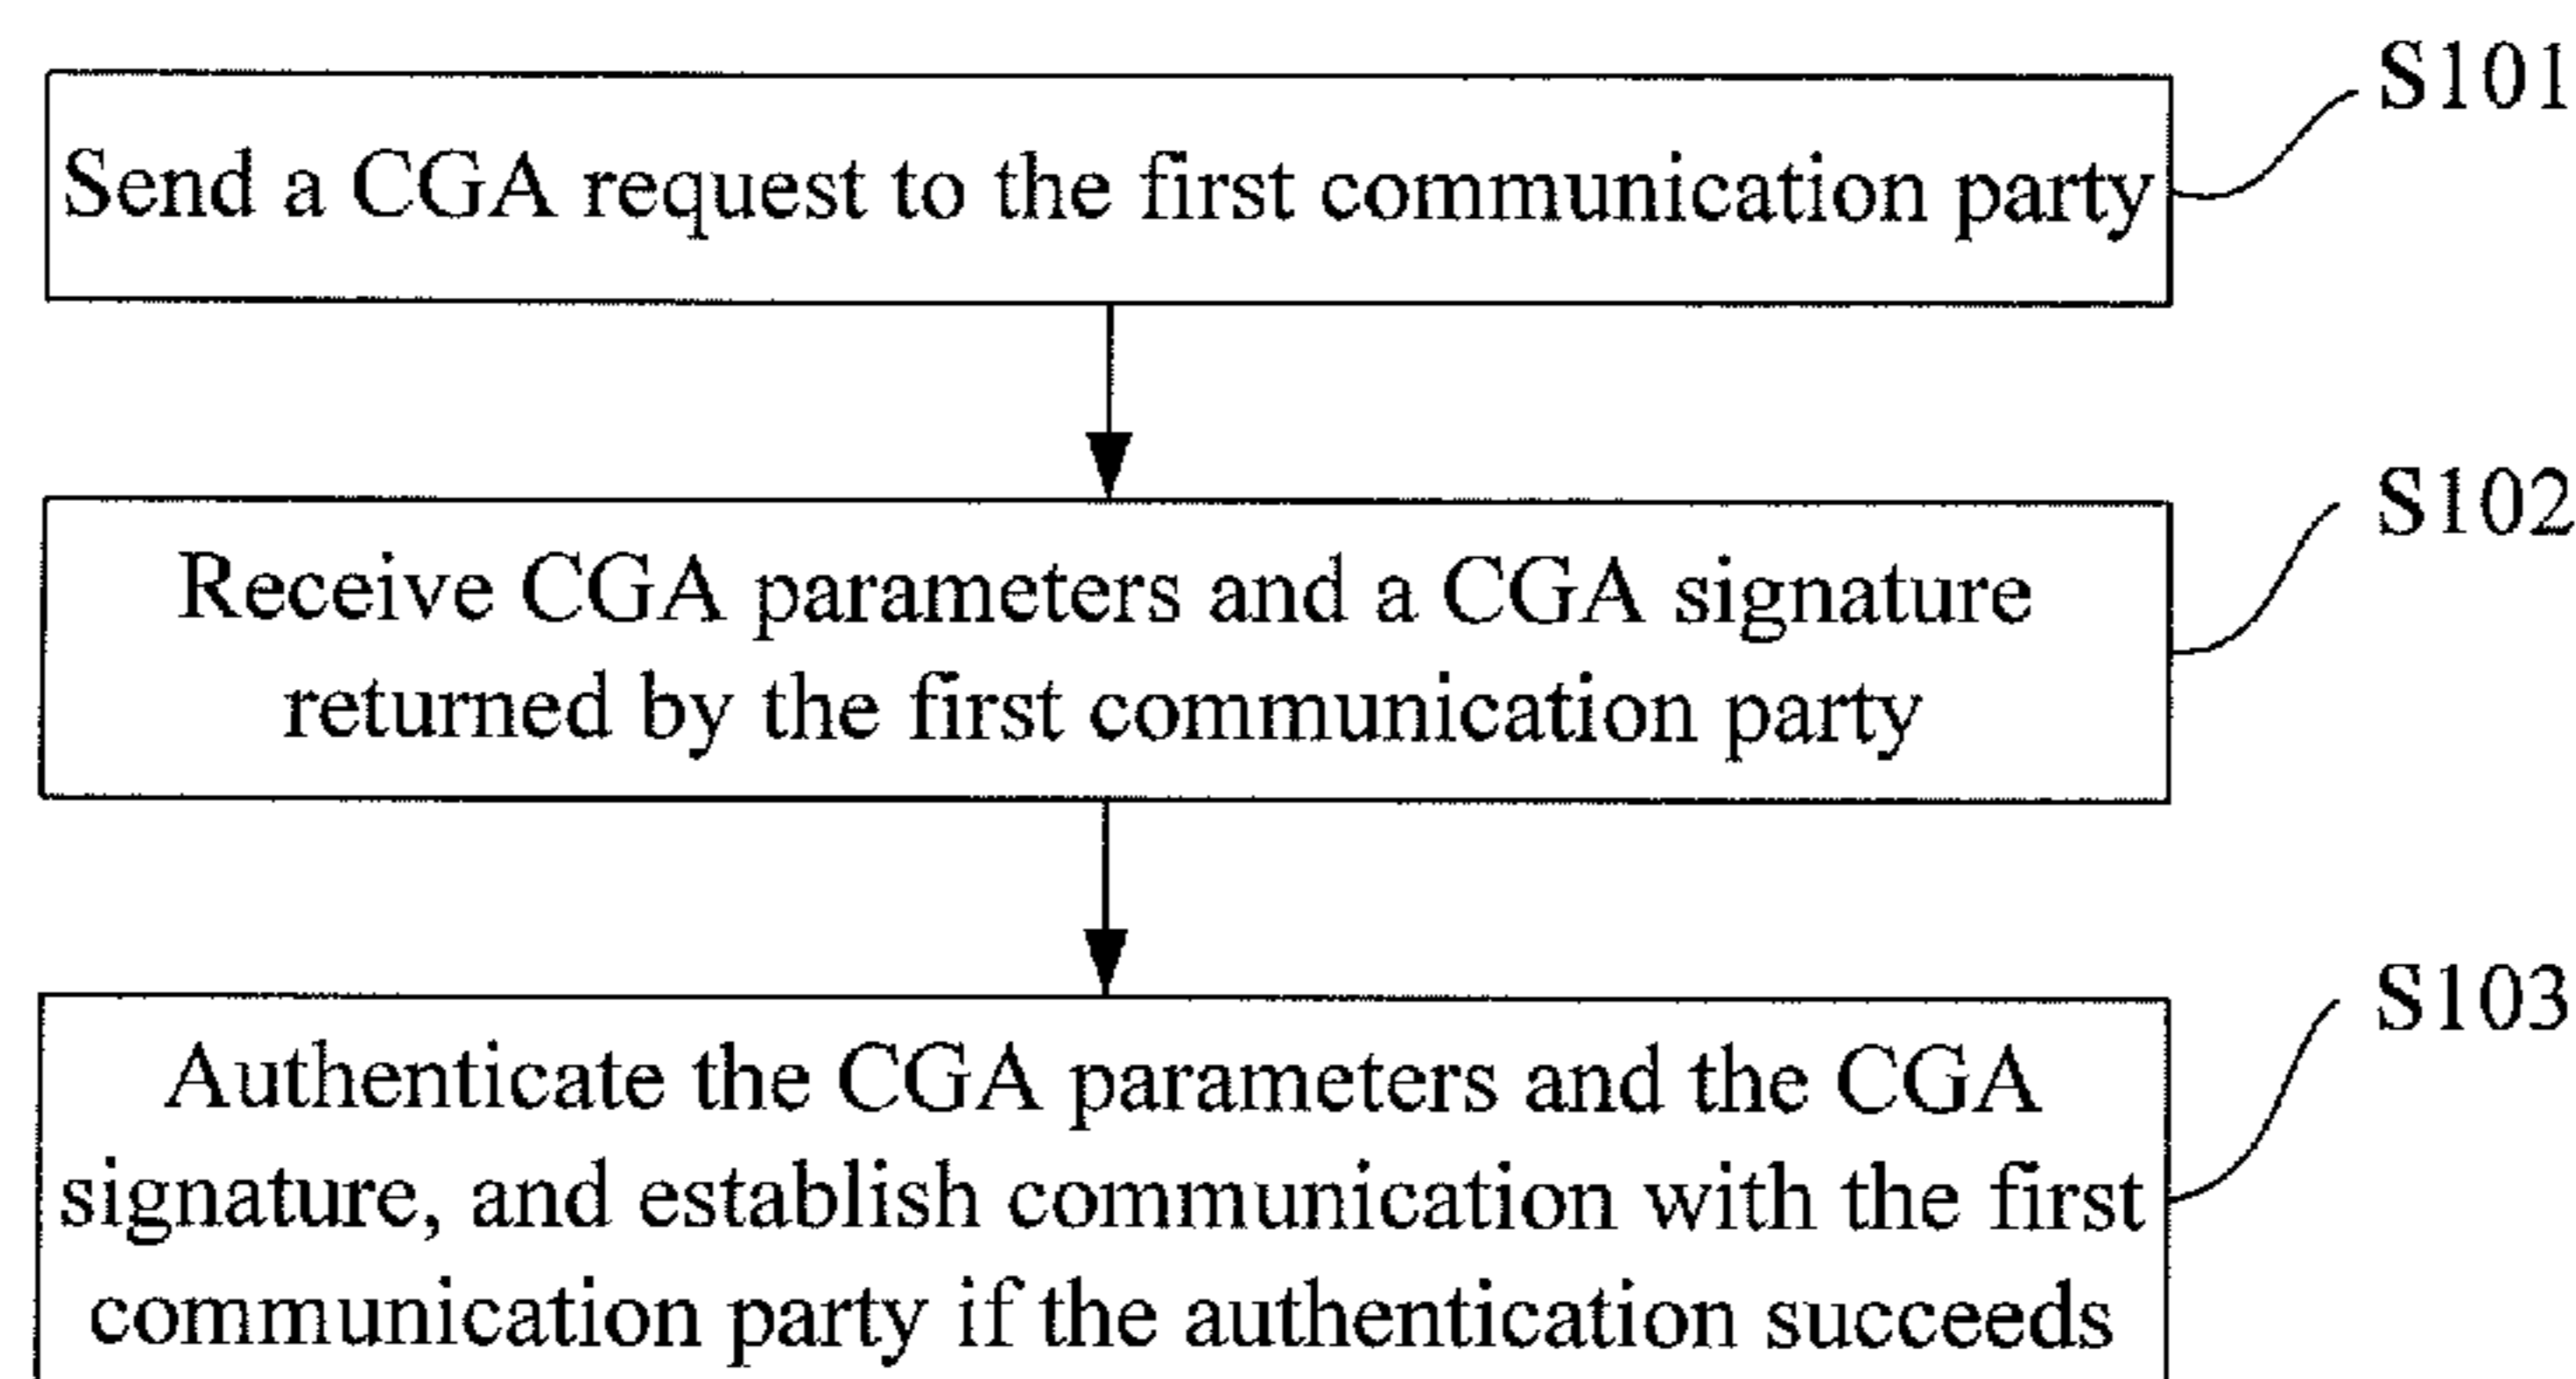 S101
Send a CGA request to the first communication party
S102
Receive CGA parameters and a CGA signature
returned by the first communication party
S103
Authenticate the CGA parameters and the CGA
signature, and establish communication with the first
communication party if the authentication succeeds